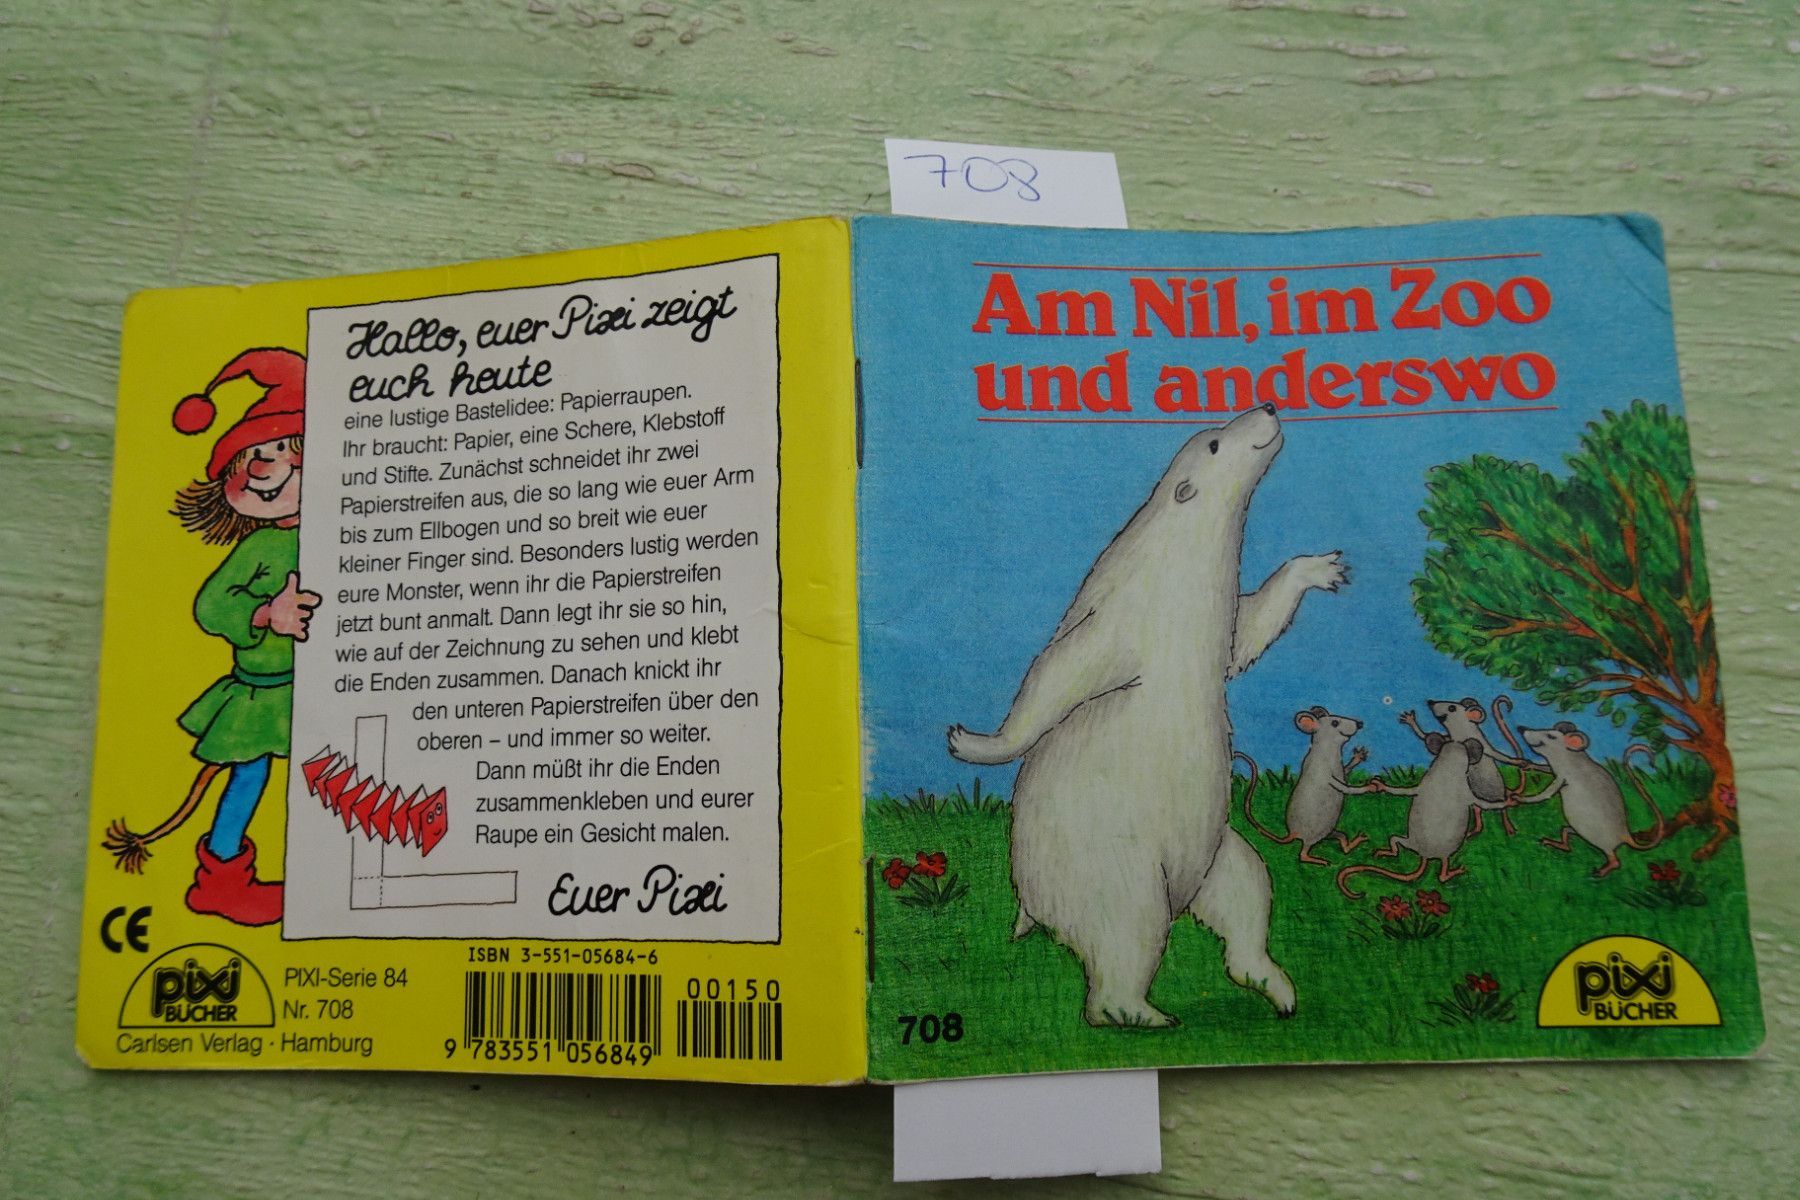 708
Hallo, euer Pixi zeigt
euch heute
eine lustige Bastelidee: Papierraupen.
Ihr braucht: Papier, eine Schere, Klebstoff
und Stifte. Zunächst schneidet ihr zwei
Papierstreifen aus, die so lang wie euer Arm
bis zum Ellbogen und so breit wie euer
kleiner Finger sind. Besonders lustig werden
eure Monster, wenn ihr die Papierstreifen
jetzt bunt anmalt. Dann legt ihr sie so hin,
wie auf der Zeichnung zu sehen und klebt
die Enden zusammen. Danach knickt ihr
den unteren Papierstreifen über den
oberen – und immer so weiter.
Dann müßt ihr die Enden
zusammenkleben und eurer
Raupe ein Gesicht malen.
Euer Pixi
CE
pixi
BÜCHER
PIXI-Serie 84
Nr. 708
Carlsen Verlag · Hamburg
ISBN 3-551-05684-6
00150
9 783551 056849
Am Nil, im Zoo
und anderswo
708
pixi
BÜCHER